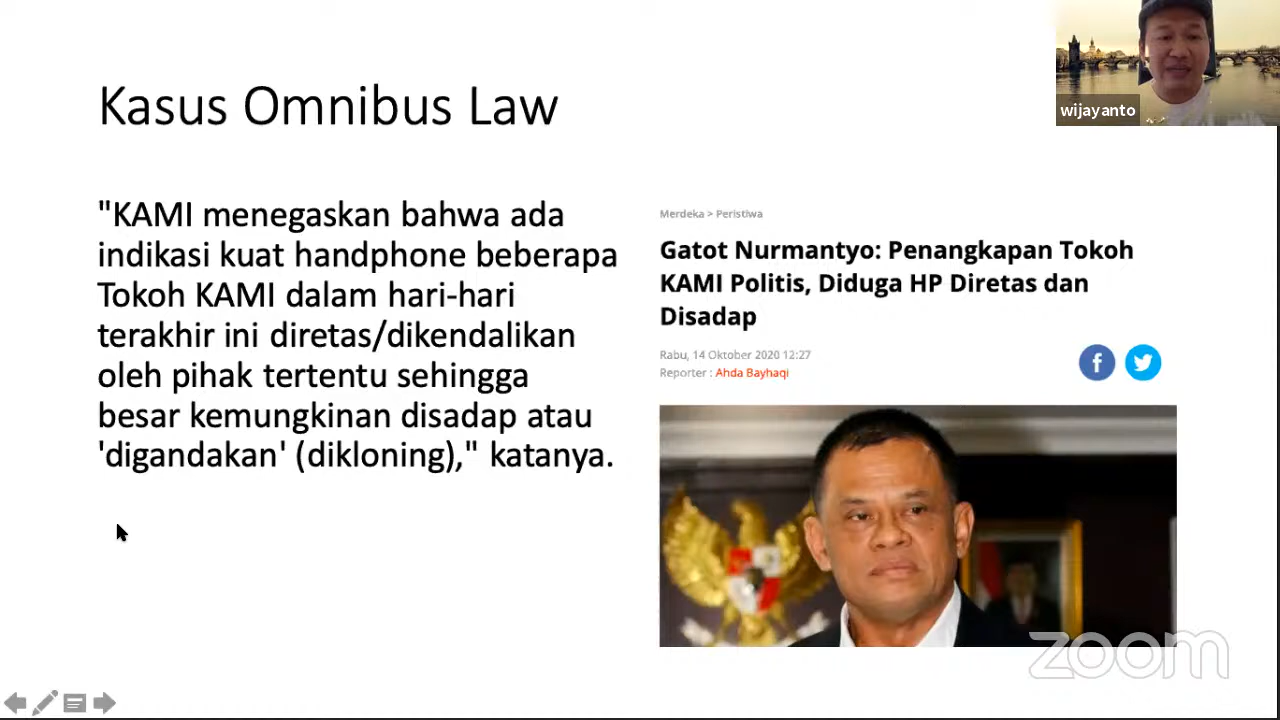 wijayanto
Kasus Omnibus Law
"KAMI menegaskan bahwa ada
indikasi kuat handphone beberapa
Tokoh KAMI dalam hari-hari
terakhir ini diretas/dikendalikan
oleh pihak tertentu sehingga
besar kemungkinan disadap atau
'digandakan' (dikloning)," katanya.
Merdeka > Peristiwa
Gatot Nurmantyo: Penangkapan Tokoh
KAMI Politis, Diduga HP Diretas dan
Disadap
Rabu, 14 Oktober 2020 12:27
Reporter : Ahda Bayhaqi
f
zoom